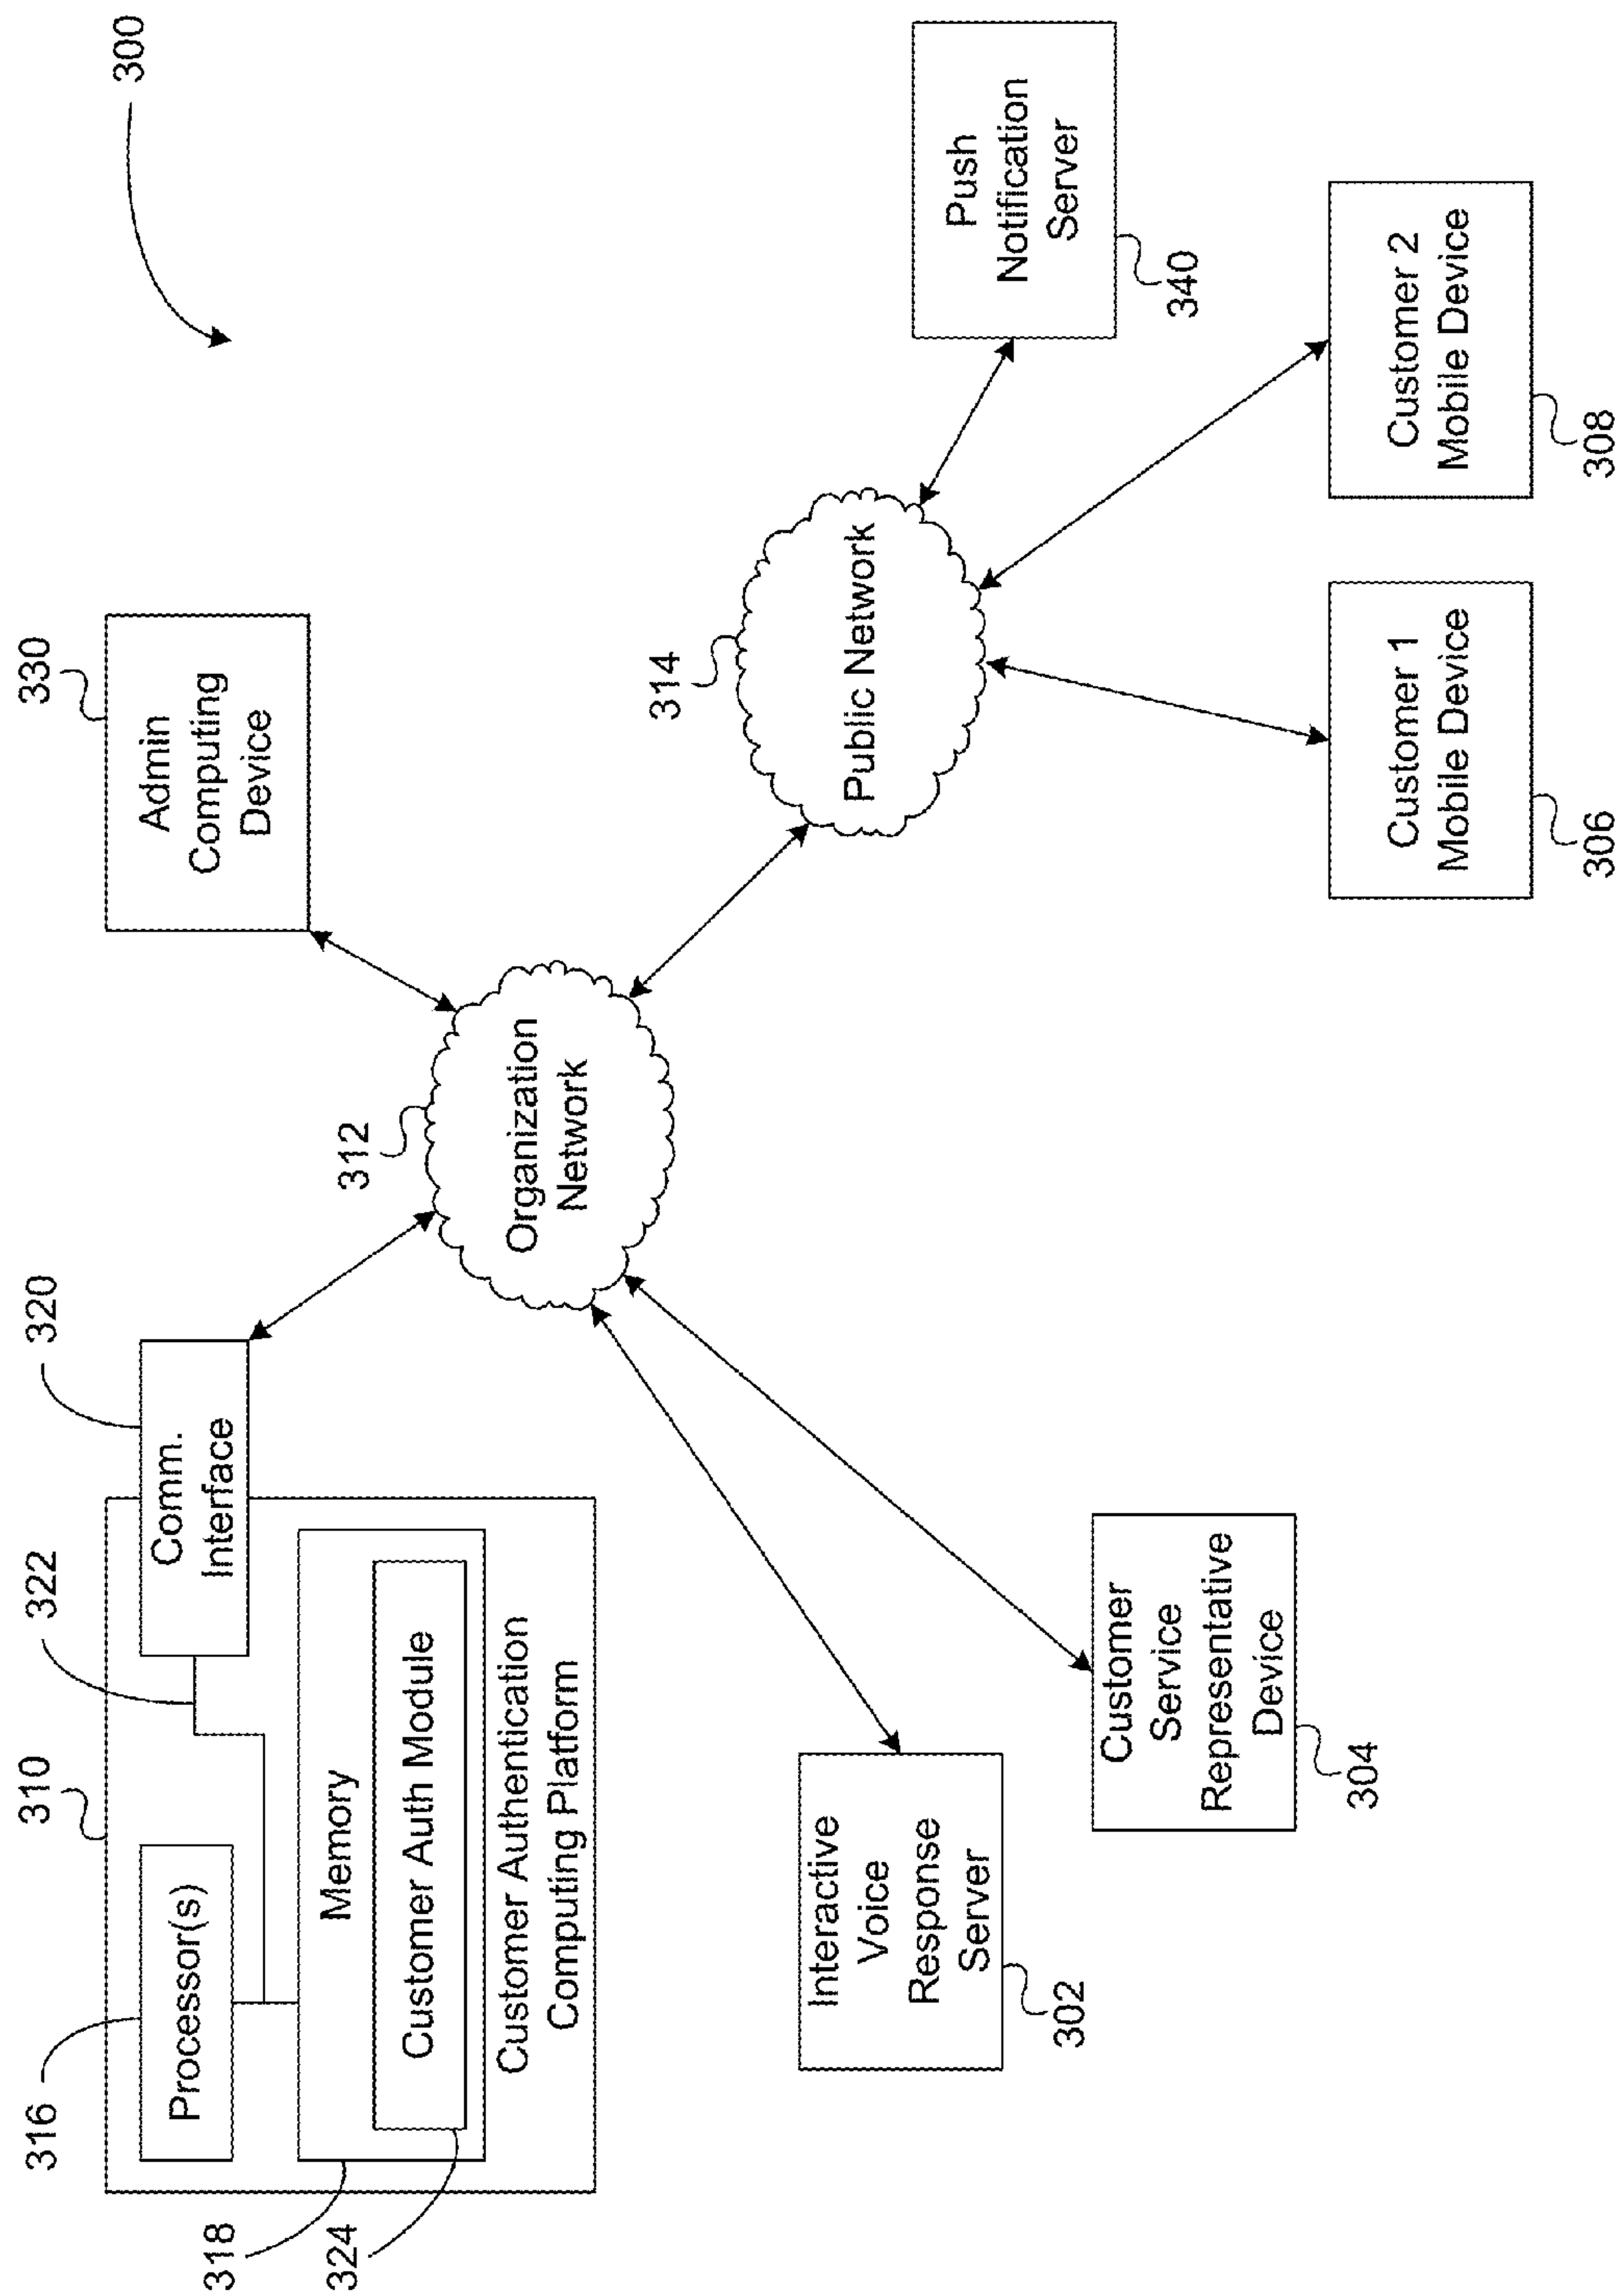 300
310
322
320
316
Processor(s)
Comm.
Interface
Memory
318
Customer Auth Module
324
Customer Authentication
Computing Platform
330
Admin
Computing
Device
312
Organization
Network
314
Public Network
Push
Notification
Server
340
Interactive
Voice
Response
Server
302
Customer
Service
Representative
Device
304
Customer 1
Mobile Device
306
Customer 2
Mobile Device
308